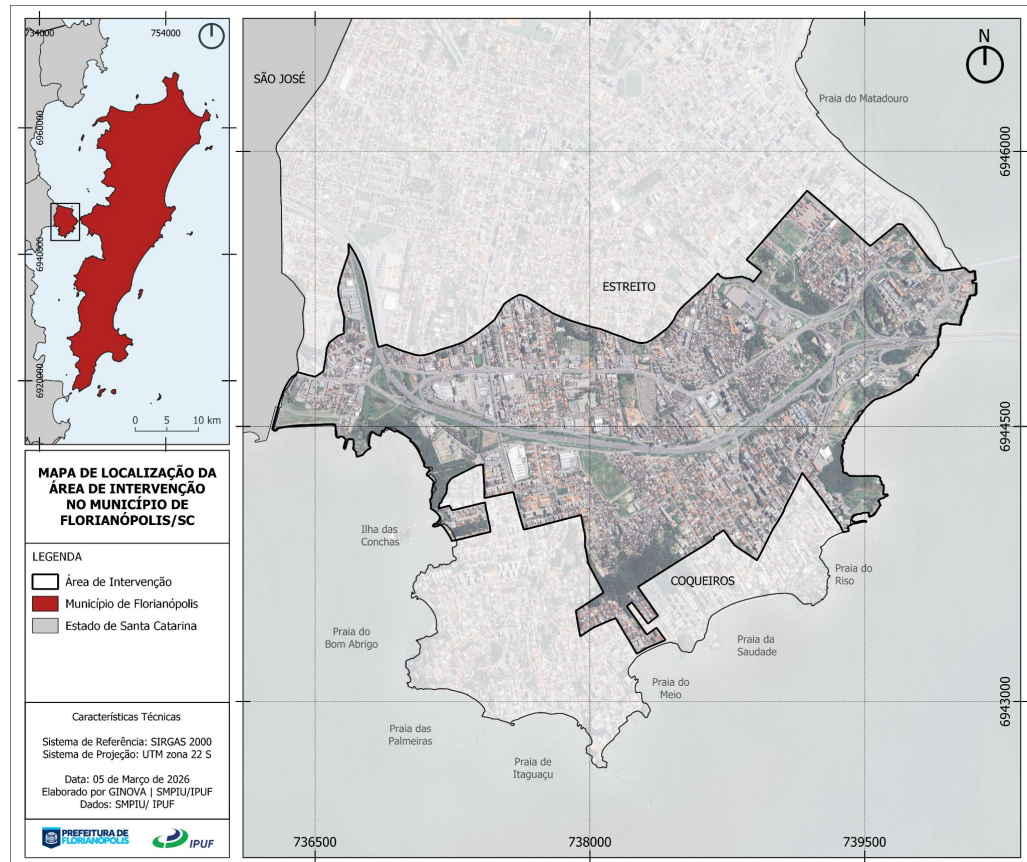 734000
754000
6960000
6940000
6920000
0 5 10 km
MAPA DE LOCALIZAÇÃO DA
ÁREA DE INTERVENÇÃO
NO MUNICÍPIO DE
FLORIANÓPOLIS/SC
LEGENDA
Área de Intervenção
Município de Florianópolis
Estado de Santa Catarina
Características Técnicas
Sistema de Referência: SIRGAS 2000
Sistema de Projeção: UTM zona 22 S
Data: 05 de Março de 2026
Elaborado por GINOVA | SMPIU/IPUF
Dados: SMPIU/ IPUF
PREFEITURA DE
FLORIANÓPOLIS
IPUF
N
SÃO JOSÉ
Praia do Matadouro
6946000
ESTREITO
6944500
Ilha das
Conchas
COQUEIROS
Praia do
Riso
Praia do
Bom Abrigo
Praia da
Saudade
Praia do
Meio
6943000
Praia das
Palmeiras
Praia de
Itaguaçu
736500
738000
739500